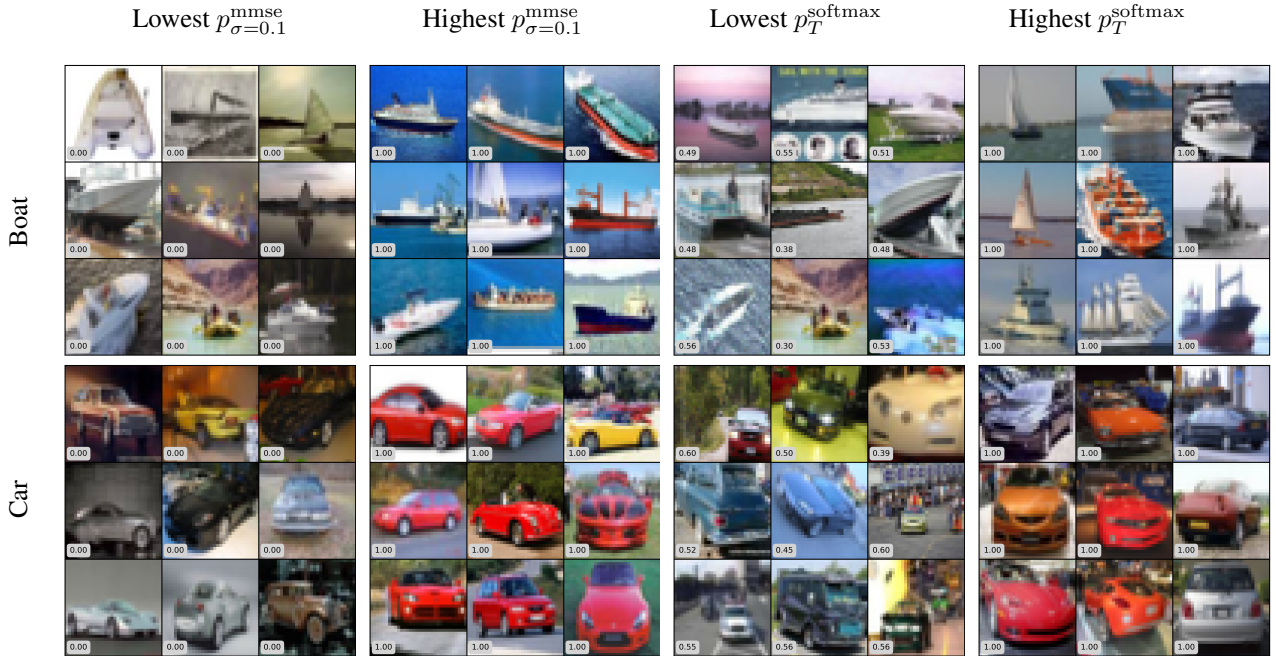 Lowest p_{σ=0.1}^{mmse} Highest p_{σ=0.1}^{mmse} Lowest p_T^{softmax} Highest p_T^{softmax}
Boat
0.00 0.00 0.00 1.00 1.00 1.00 0.49 0.55 0.51 1.00 1.00 1.00
0.00 0.00 0.00 1.00 1.00 1.00 0.48 0.38 0.48 1.00 1.00 1.00
0.00 0.00 0.00 1.00 1.00 1.00 0.56 0.30 0.53 1.00 1.00 1.00
Car
0.00 0.00 0.00 1.00 1.00 1.00 0.60 0.50 0.39 1.00 1.00 1.00
0.00 0.00 0.00 1.00 1.00 1.00 0.52 0.45 0.60 1.00 1.00 1.00
0.00 0.00 0.00 1.00 1.00 1.00 0.55 0.56 0.56 1.00 1.00 1.00